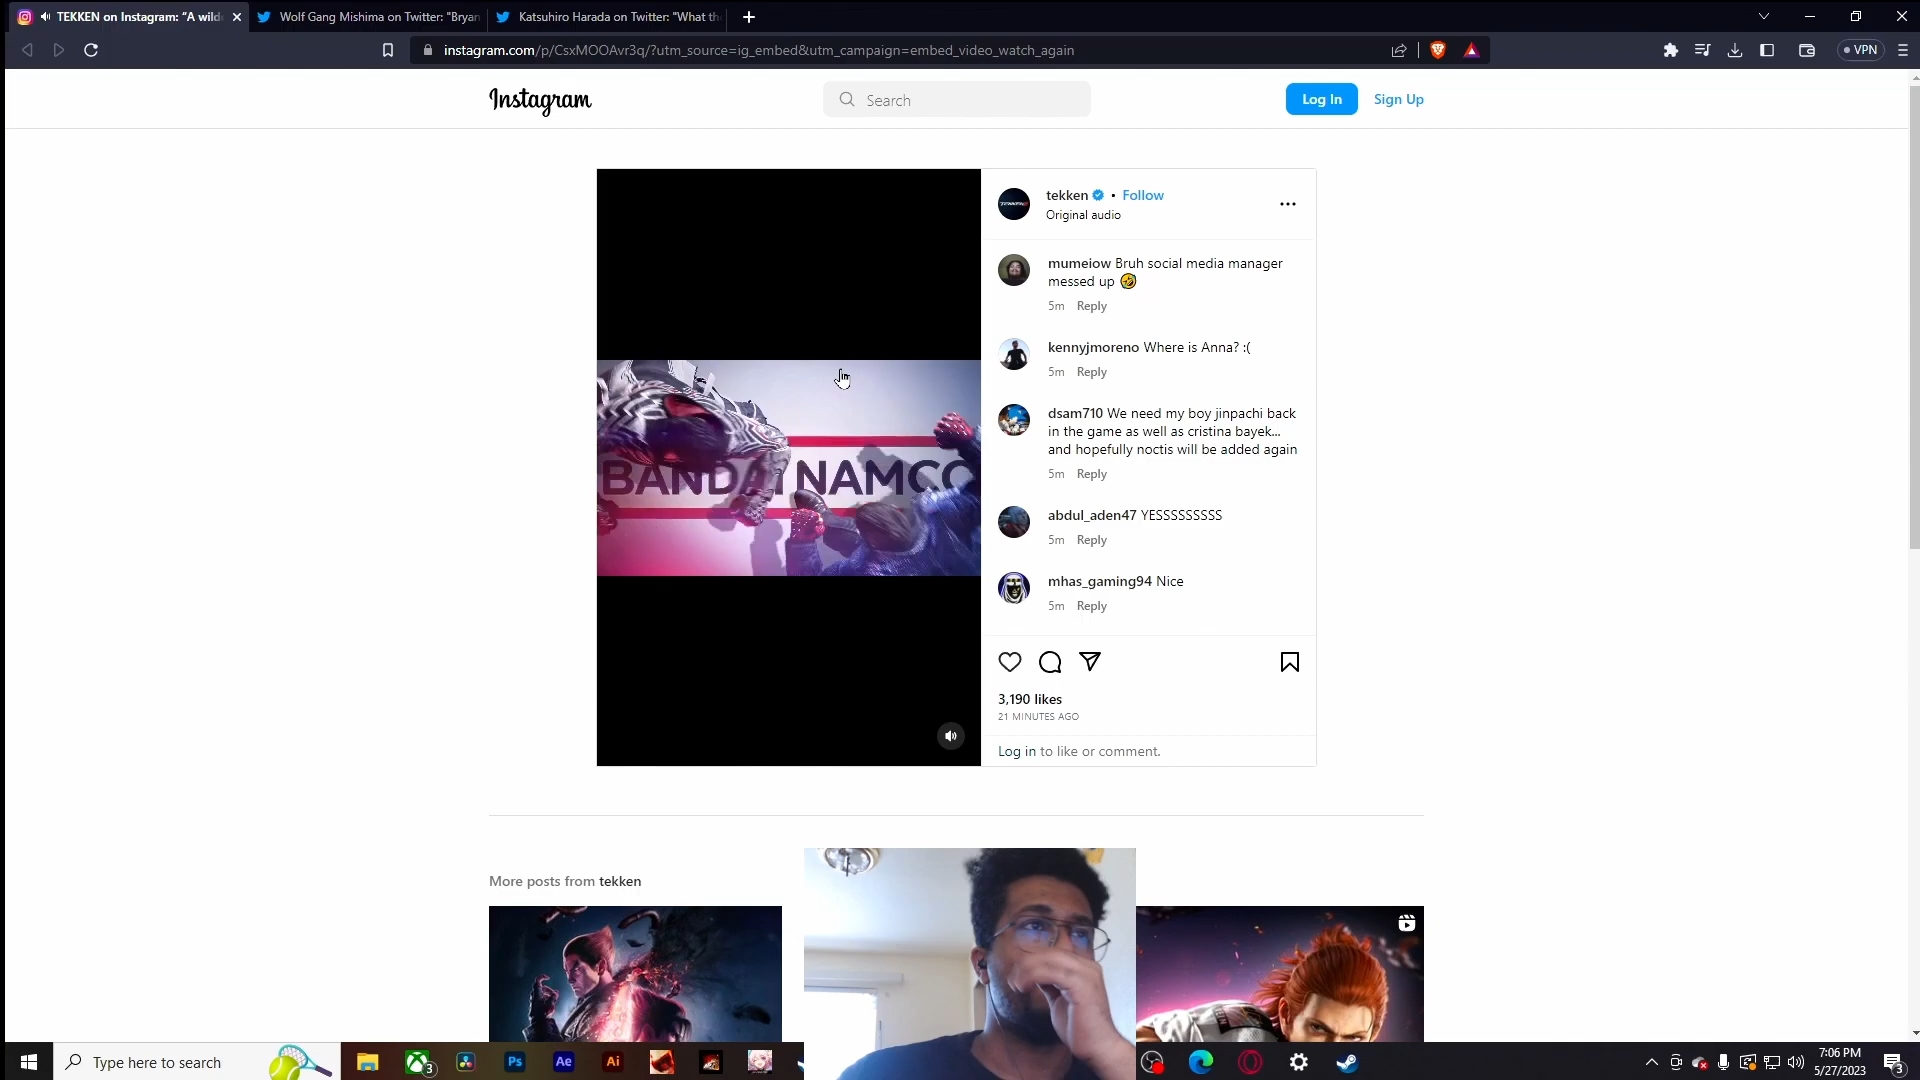 TEKKEN on Instagram: "A wild
Wolf Gang Mishima on Twitter: "Bryan
Katsuhiro Harada on Twitter: "What th
instagram.com/p/CsxMOOAvr3q/?utm_source=ig_embed&utm_campaign=embed_video_watch_again
VPN
Instagram
Search
Log In
Sign Up
tekken • Follow
Original audio
mumeiow Bruh social media manager
messed up 🤣
5m Reply
kennyjmoreno Where is Anna? :(
5m Reply
dsam710 We need my boy jinpachi back
in the game as well as cristina bayek...
and hopefully noctis will be added again
5m Reply
abdul_aden47 YESSSSSSSSS
5m Reply
mhas_gaming94 Nice
5m Reply
BANDAI NAMCO
3,190 likes
21 MINUTES AGO
Log in to like or comment.
More posts from tekken
Type here to search
3
Ps
Ae
Ai
7:06 PM
5/27/2023
3